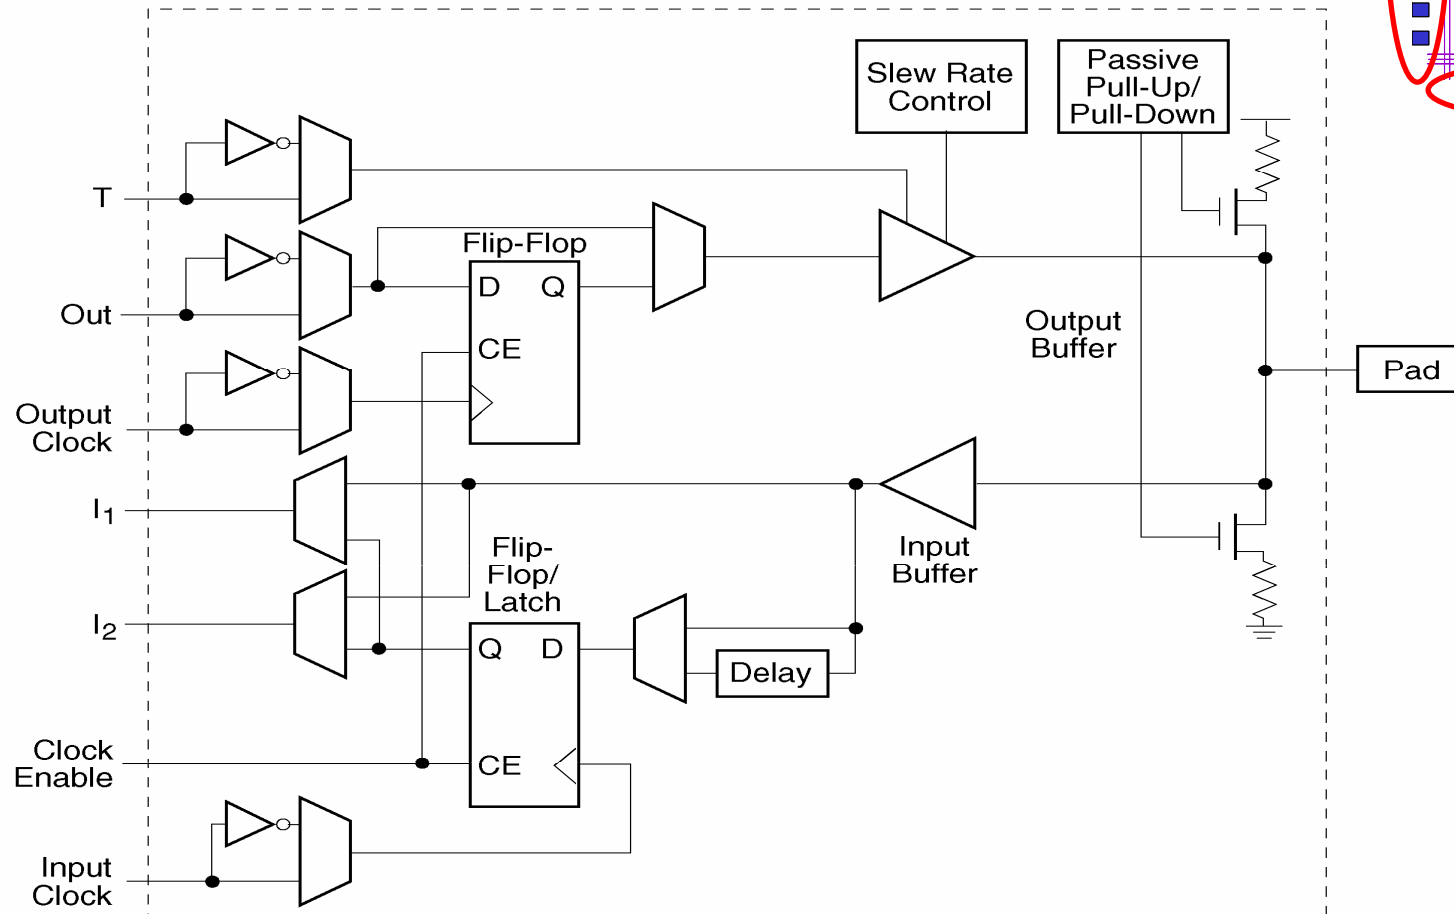 Slew Rate
Control
Passive
Pull-Up/
Pull-Down
T
Flip-Flop
D Q
Out
CE
Output
Buffer
Pad
Output
Clock
I1
Flip-
Flop/
Latch
Input
Buffer
I2
Q D
Delay
Clock
Enable
CE
Input
Clock